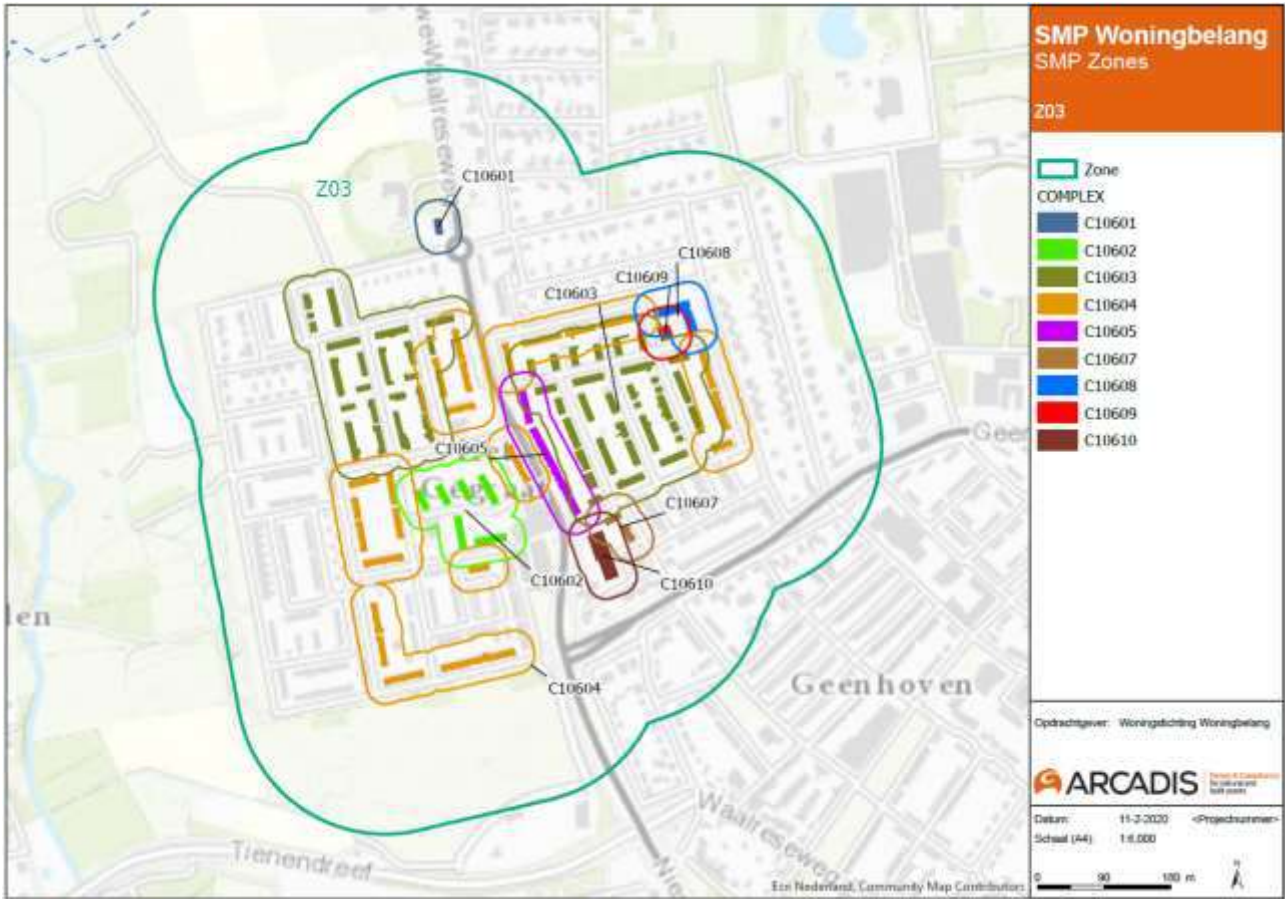 SMP Woningbelang
SMP Zones
Z03
Zone
COMPLEX
C10601
C10602
C10603
C10604
C10605
C10607
C10608
C10609
C10610
Opdrachtgever: Woningstichting Woningbelang
ARCADIS
Datum: 11-2-2020 <Projectnummer>
Schaal (A4): 1:6,000
0 90 180 m
N
Z03
C10601
C10608
C10609
C10603
C10605
C10607
C10602
C10610
C10604
Geenhoven
Waalreseweg
Tienendreef
Esri Nederland, Community Map Contributors